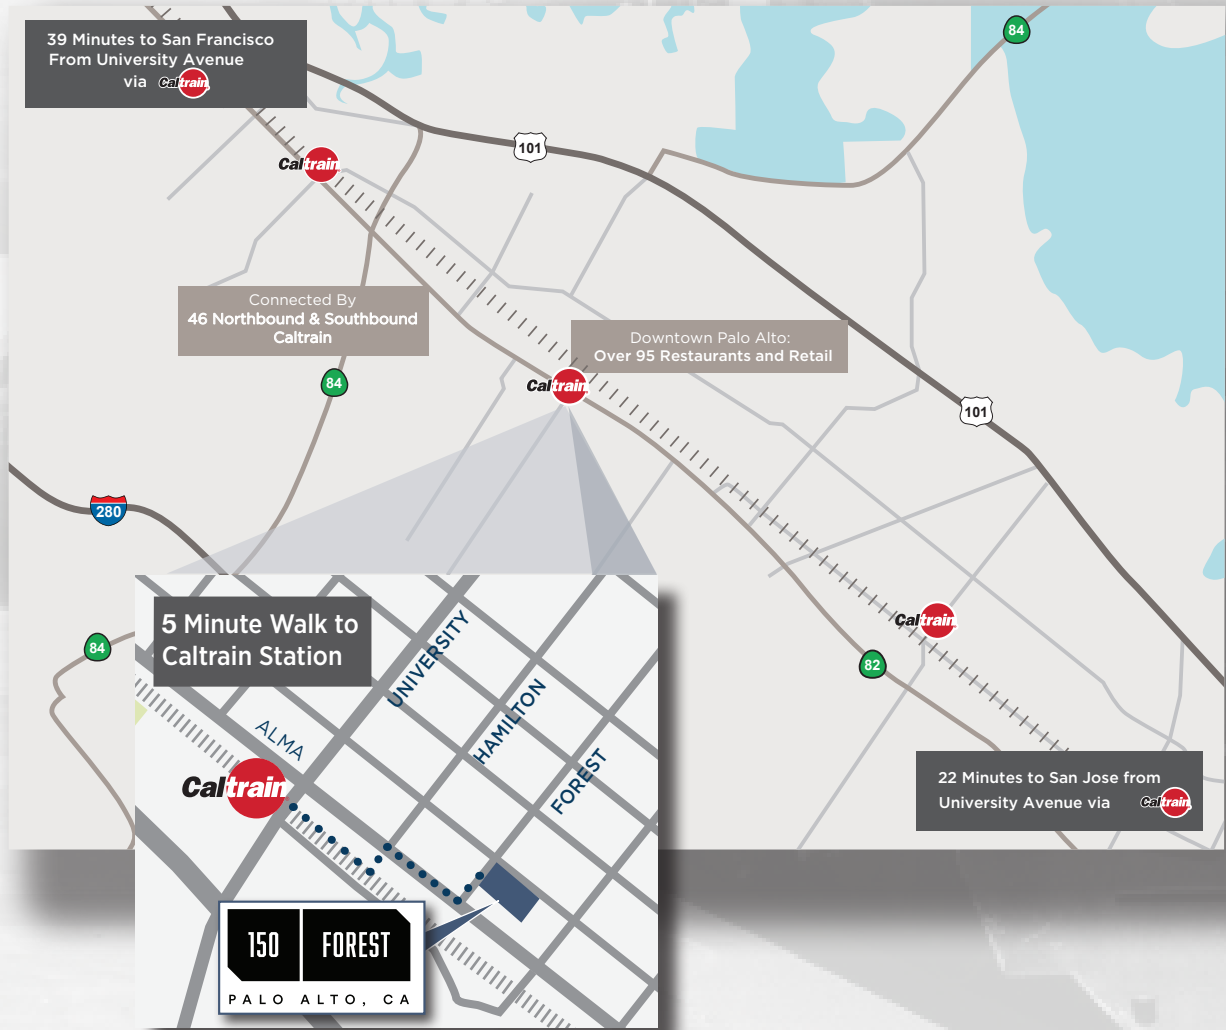 39 Minutes to San Francisco
From University Avenue
via Caltrain
84
101
Caltrain
Connected By
46 Northbound & Southbound
Caltrain
Downtown Palo Alto:
Over 95 Restaurants and Retail
84
Caltrain
101
280
5 Minute Walk to
Caltrain Station
84
UNIVERSITY
HAMILTON
FOREST
ALMA
Caltrain
Caltrain
82
22 Minutes to San Jose from
University Avenue via Caltrain
150 FOREST
PALO ALTO, CA